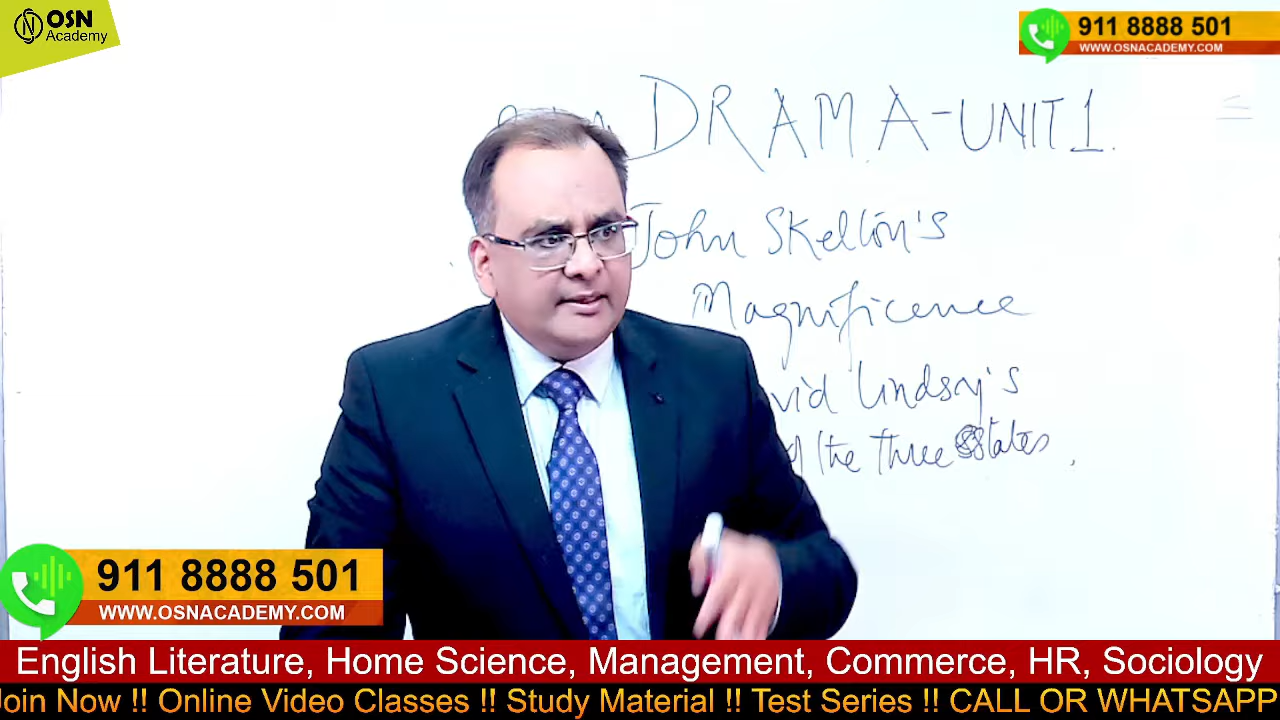 OSN
Academy
911 8888 501
WWW.OSNACADEMY.COM
DRAMA-UNIT 1.
John Skelton's
Magnificence
vid Lindsay's
the Three Estates,
911 8888 501
WWW.OSNACADEMY.COM
English Literature, Home Science, Management, Commerce, HR, Sociology
Join Now !! Online Video Classes !! Study Material !! Test Series !! CALL OR WHATSAPP